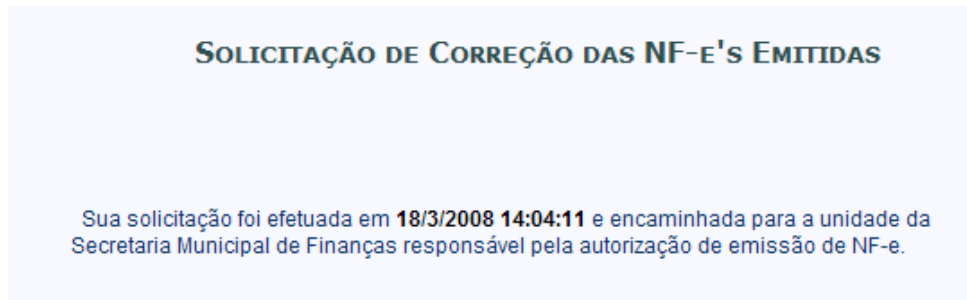 Solicitação de Correção das NF-e's Emitidas
Sua solicitação foi efetuada em 18/3/2008 14:04:11 e encaminhada para a unidade da
Secretaria Municipal de Finanças responsável pela autorização de emissão de NF-e.